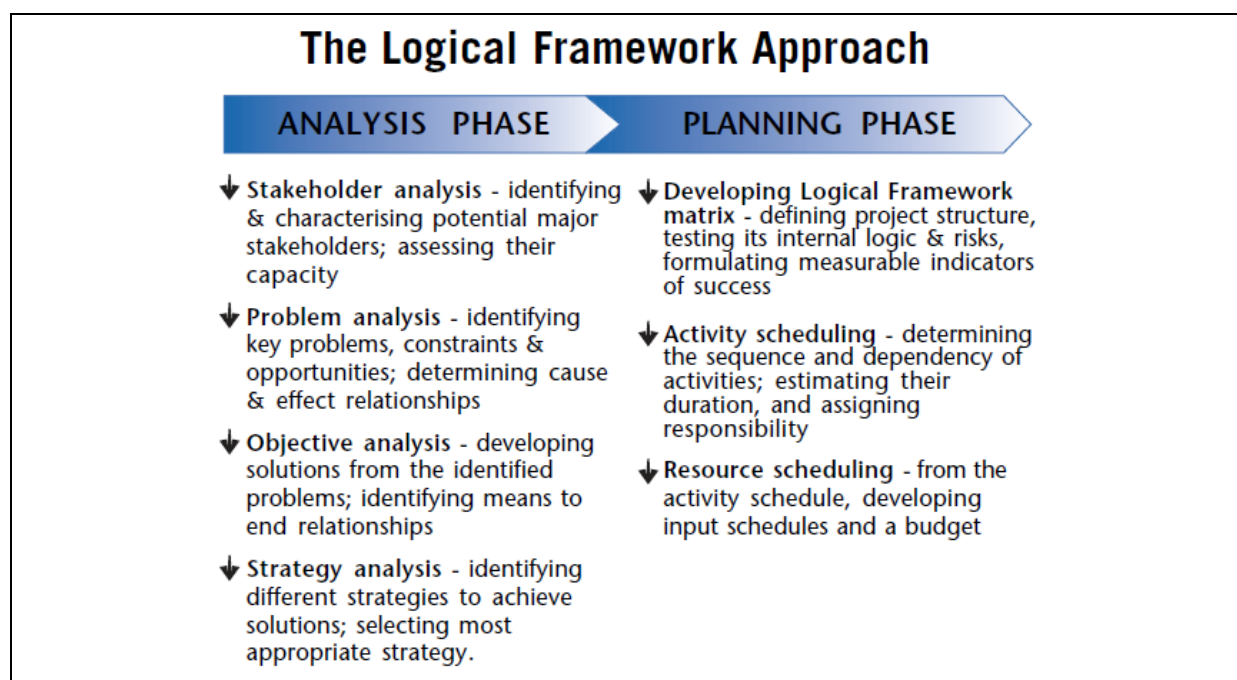 The Logical Framework Approach
ANALYSIS PHASE
Stakeholder analysis - identifying
& characterising potential major
stakeholders; assessing their
capacity
Problem analysis - identifying
key problems, constraints &
opportunities; determining cause
& effect relationships
Objective analysis - developing
solutions from the identified
problems; identifying means to
end relationships
Strategy analysis - identifying
different strategies to achieve
solutions; selecting most
appropriate strategy.
PLANNING PHASE
Developing Logical Framework
matrix - defining project structure,
testing its internal logic & risks,
formulating measurable indicators
of success
Activity scheduling - determining
the sequence and dependency of
activities; estimating their
duration, and assigning
responsibility
Resource scheduling - from the
activity schedule, developing
input schedules and a budget